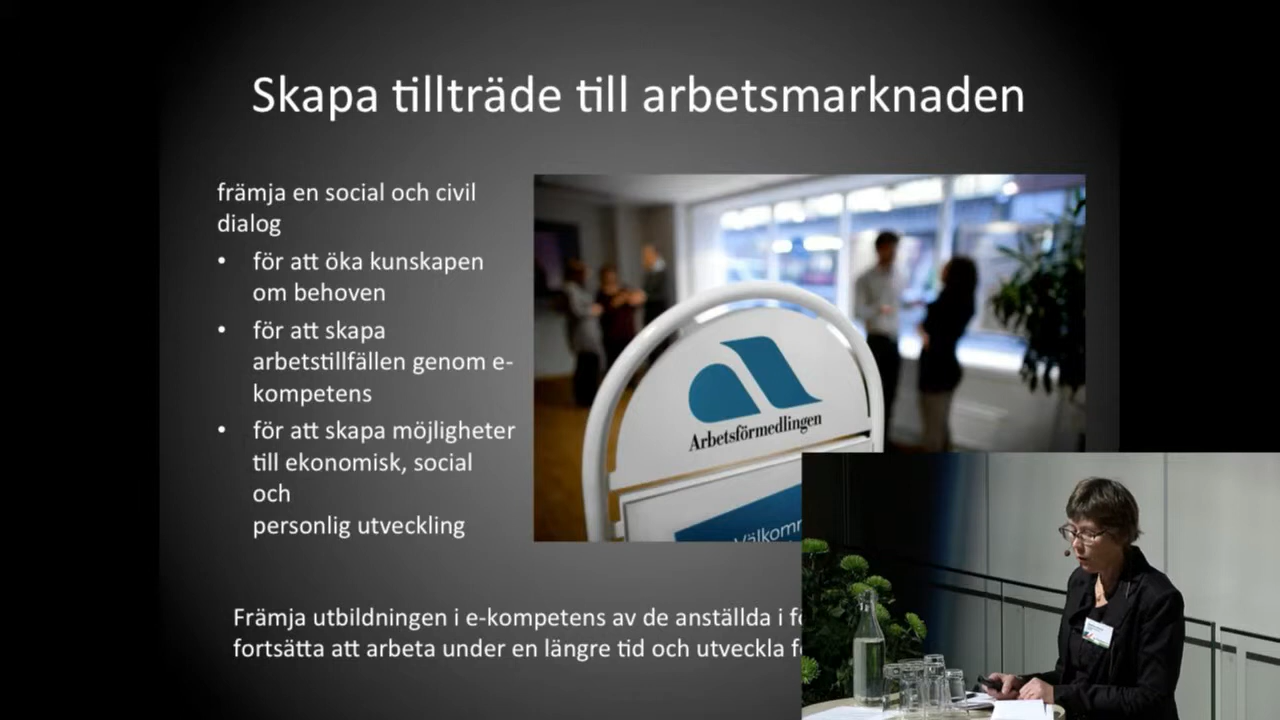 Skapa tillträde till arbetsmarknaden
främja en social och civil
dialog
• för att öka kunskapen
om behoven
• för att skapa
arbetstillfällen genom e-
kompetens
• för att skapa möjligheter
till ekonomisk, social
och
personlig utveckling
Arbetsförmedlingen
Främja utbildningen i e-kompetens av de anställda i
fortsätta att arbeta under en längre tid och utveckla